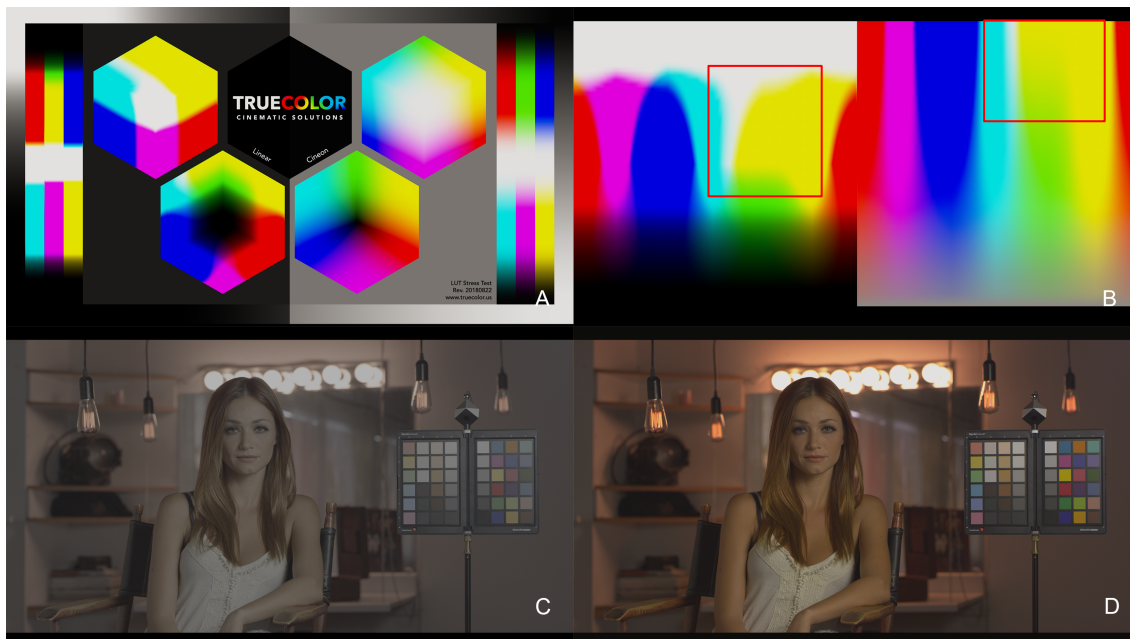 TRUECOLOR
CINEMATIC SOLUTIONS
Linear
Cineon
LUT Stress Test
Rev. 20180822
www.truecolor.us
A
B
C
D